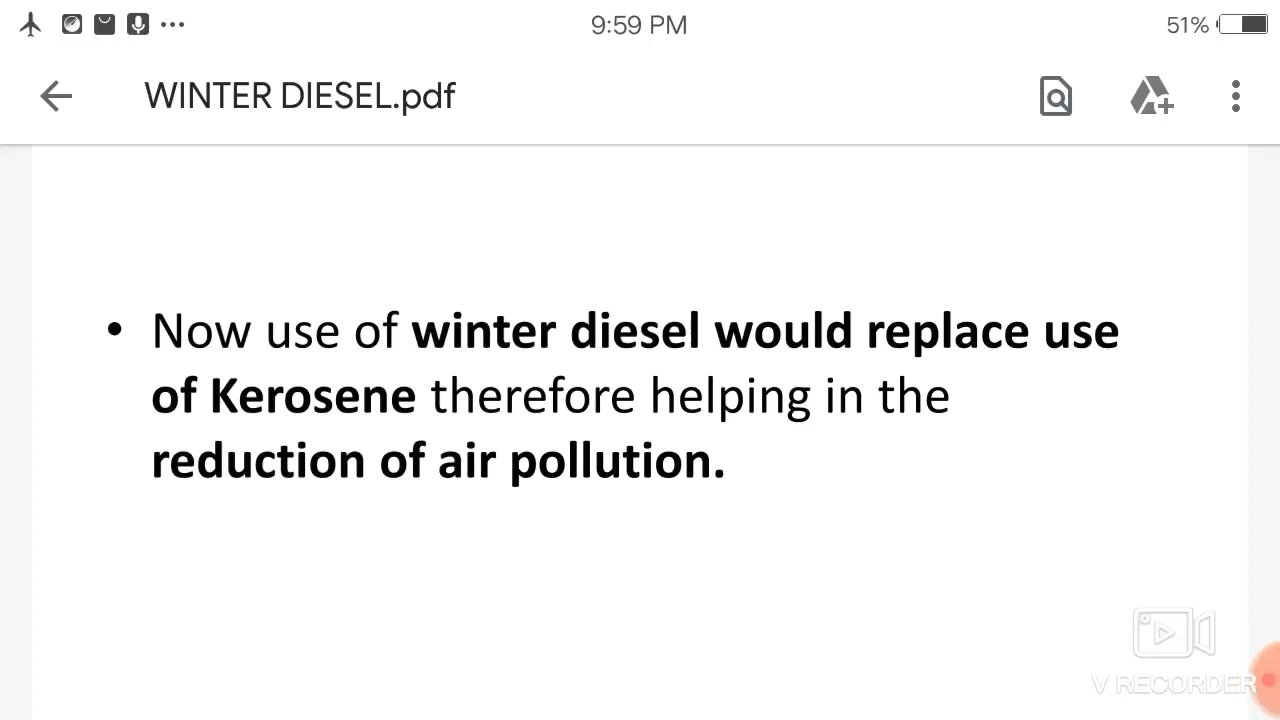 9:59 PM
51%
WINTER DIESEL.pdf
• Now use of winter diesel would replace use
of Kerosene therefore helping in the
reduction of air pollution.
V RECORDER